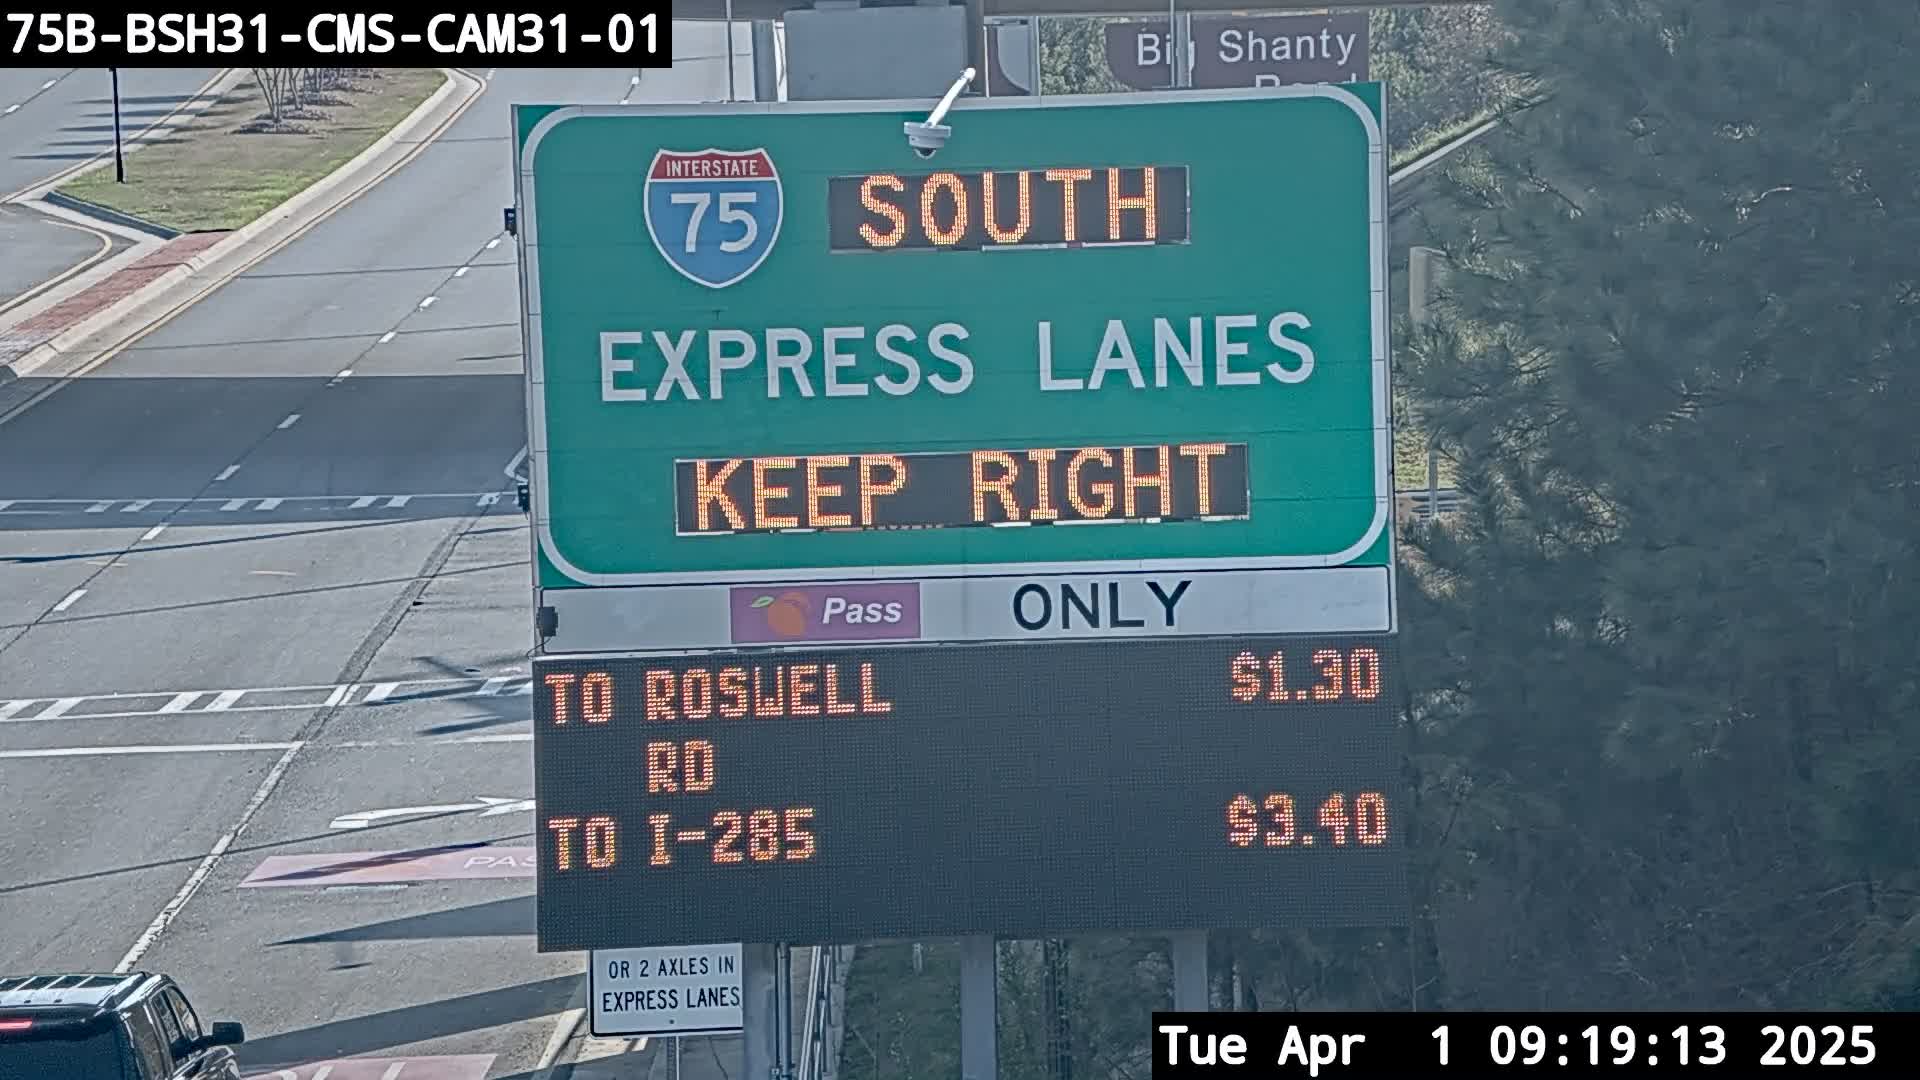 75B-BSH31-CMS-CAM31-01
Big Shanty
Road
INTERSTATE
75
SOUTH
EXPRESS LANES
KEEP RIGHT
Pass ONLY
TO ROSWELL $1.30
RD
TO I-285 $3.40
PAS
OR 2 AXLES IN
EXPRESS LANES
Tue Apr 1 09:19:13 2025